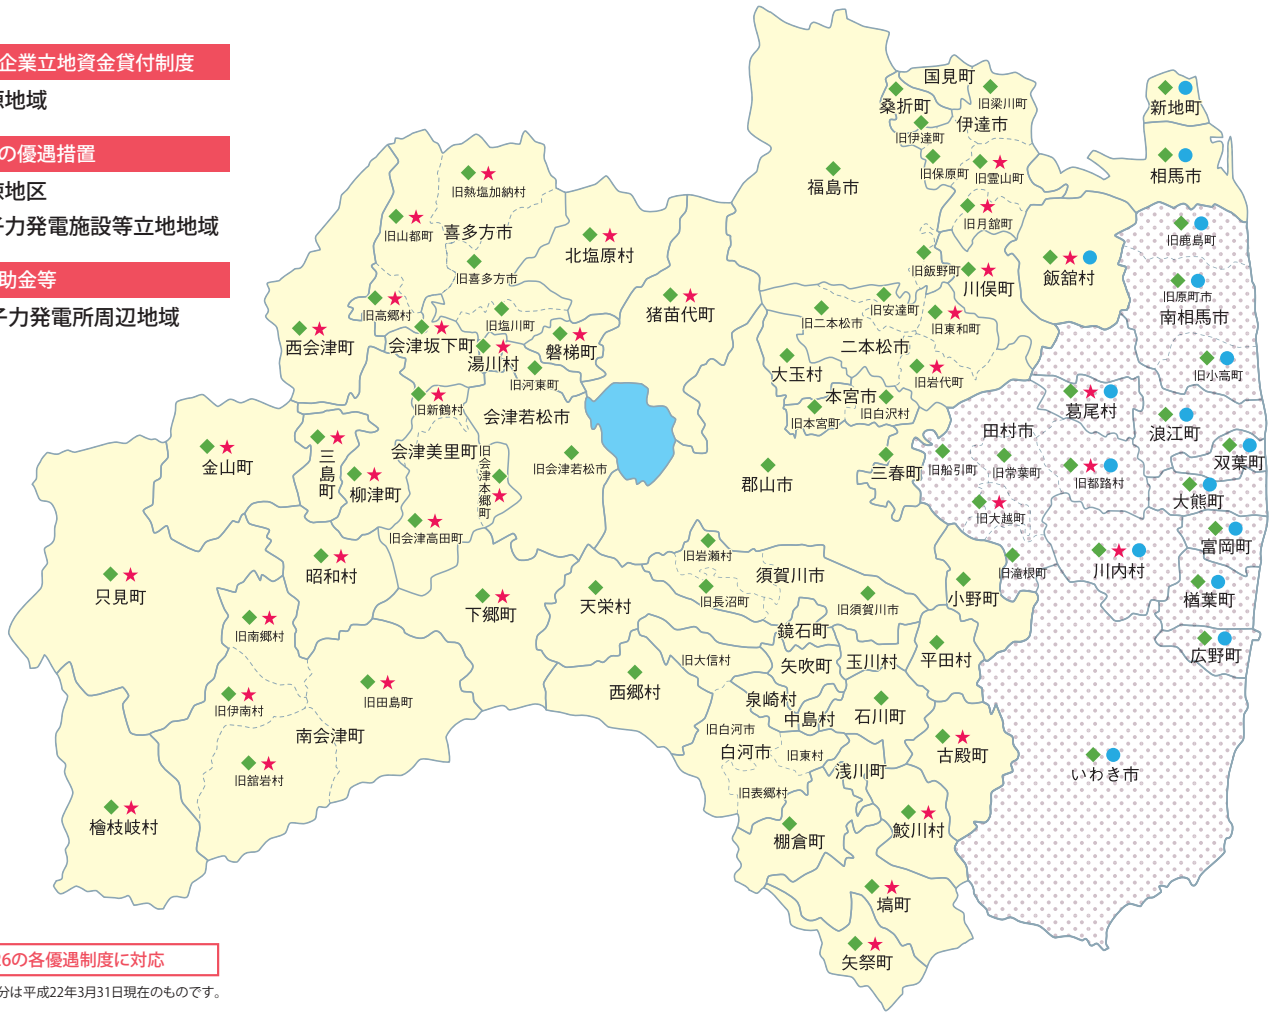 企業立地資金貸付制度
地域
の優遇措置
地区
力発電施設等立地地域
助金等
子力発電所周辺地域
国見町
桑折町
旧梁川町
旧伊達町
伊達市
新地町
福島市
旧保原町
旧霊山町
相馬市
旧熱塩加納村
旧月舘町
旧山都町
喜多方市
北塩原村
旧鹿島町
旧喜多方市
旧飯野町
川俣町
飯舘村
旧高郷村
旧塩川町
猪苗代町
旧二本松市
旧安達町
旧東和町
旧原町市
南相馬市
西会津町
会津坂下町
湯川村
磐梯町
二本松市
大玉村
旧岩代町
旧小高町
旧河東町
旧新鶴村
会津若松市
本宮市
旧本宮町
旧白沢村
葛尾村
浪江町
金山町
三島町
柳津町
会津美里町
旧会津本郷町
旧会津若松市
郡山市
三春町
田村市
旧船引町
旧常葉町
旧都路村
双葉町
大熊町
旧会津高田町
旧大越町
昭和村
旧岩瀬村
須賀川市
旧滝根町
川内村
富岡町
只見町
下郷町
天栄村
旧長沼町
旧須賀川市
小野町
楢葉町
旧南郷村
鏡石町
旧大信村
矢吹町
玉川村
平田村
広野町
旧伊南村
旧田島町
西郷村
泉崎村
中島村
石川町
南会津町
旧白河市
白河市
旧東村
古殿町
旧舘岩村
浅川町
いわき市
旧表郷村
檜枝岐村
棚倉町
鮫川村
塙町
矢祭町
26の各優遇制度に対応
分は平成22年3月31日現在のものです。